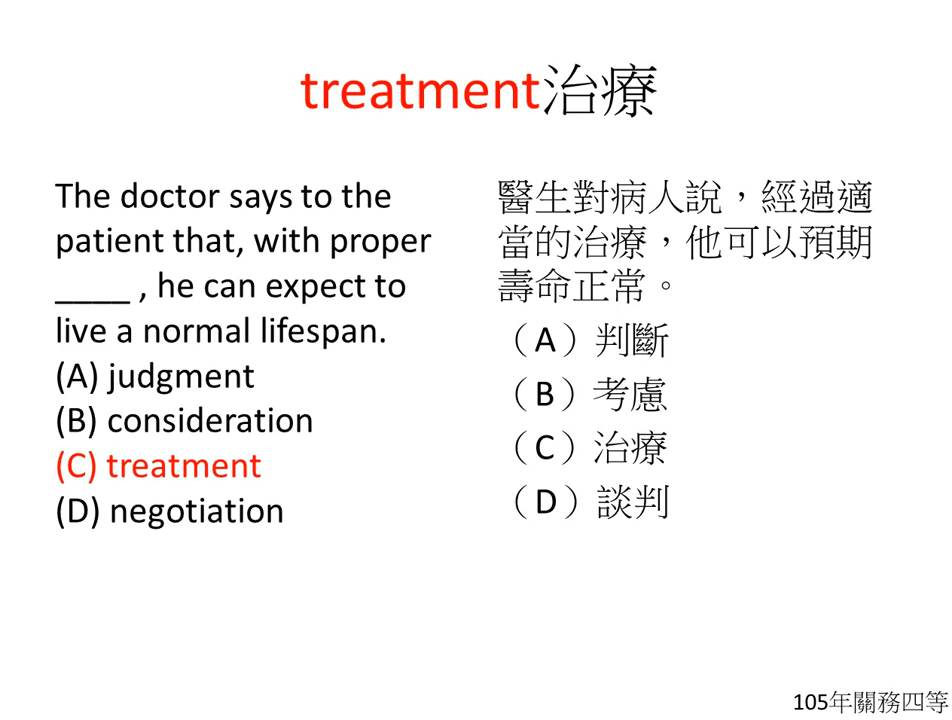 treatment治療
The doctor says to the
patient that, with proper
____ , he can expect to
live a normal lifespan.
(A) judgment
(B) consideration
(C) treatment
(D) negotiation
醫生對病人說，經過適
當的治療，他可以預期
壽命正常。
（A）判斷
（B）考慮
（C）治療
（D）談判
105年關務四等